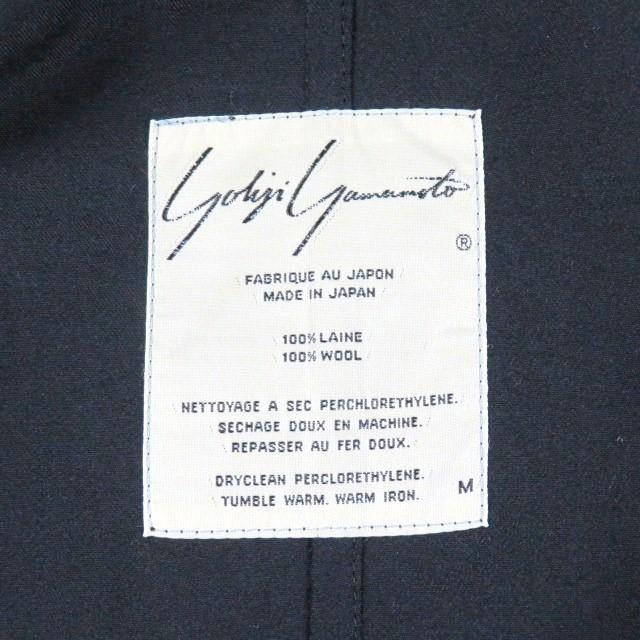 Yohji Yamamoto
®
\FABRIQUE AU JAPON/
\MADE IN JAPAN/
\100% LAINE/
\100% WOOL/
\NETTOYAGE A SEC PERCHLORETHYLENE./
\SECHAGE DOUX EN MACHINE./
\REPASSER AU FER DOUX./
\DRYCLEAN PERCLORETHYLENE./
\TUMBLE WARM. WARM IRON./
M